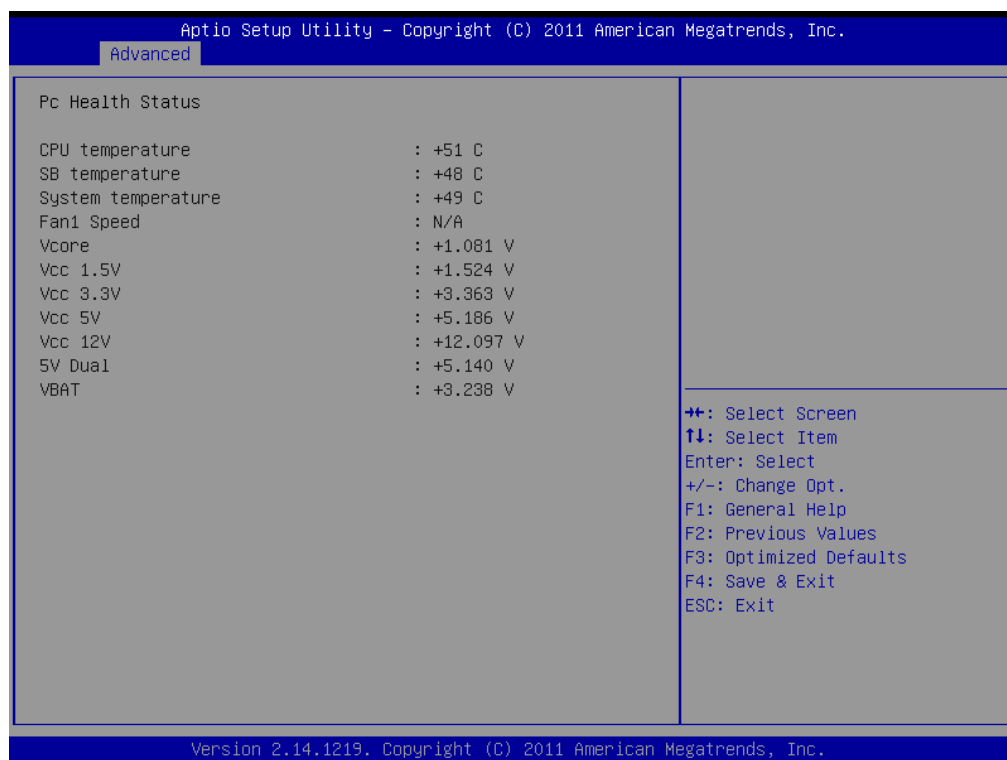 Aptio Setup Utility – Copyright (C) 2011 American Megatrends, Inc.
Advanced
Pc Health Status
CPU temperature : +51 C
SB temperature : +48 C
System temperature : +49 C
Fan1 Speed : N/A
Vcore : +1.081 V
Vcc 1.5V : +1.524 V
Vcc 3.3V : +3.363 V
Vcc 5V : +5.186 V
Vcc 12V : +12.097 V
5V Dual : +5.140 V
VBAT : +3.238 V
→←: Select Screen
↑↓: Select Item
Enter: Select
+/-: Change Opt.
F1: General Help
F2: Previous Values
F3: Optimized Defaults
F4: Save & Exit
ESC: Exit
Version 2.14.1219. Copyright (C) 2011 American Megatrends, Inc.